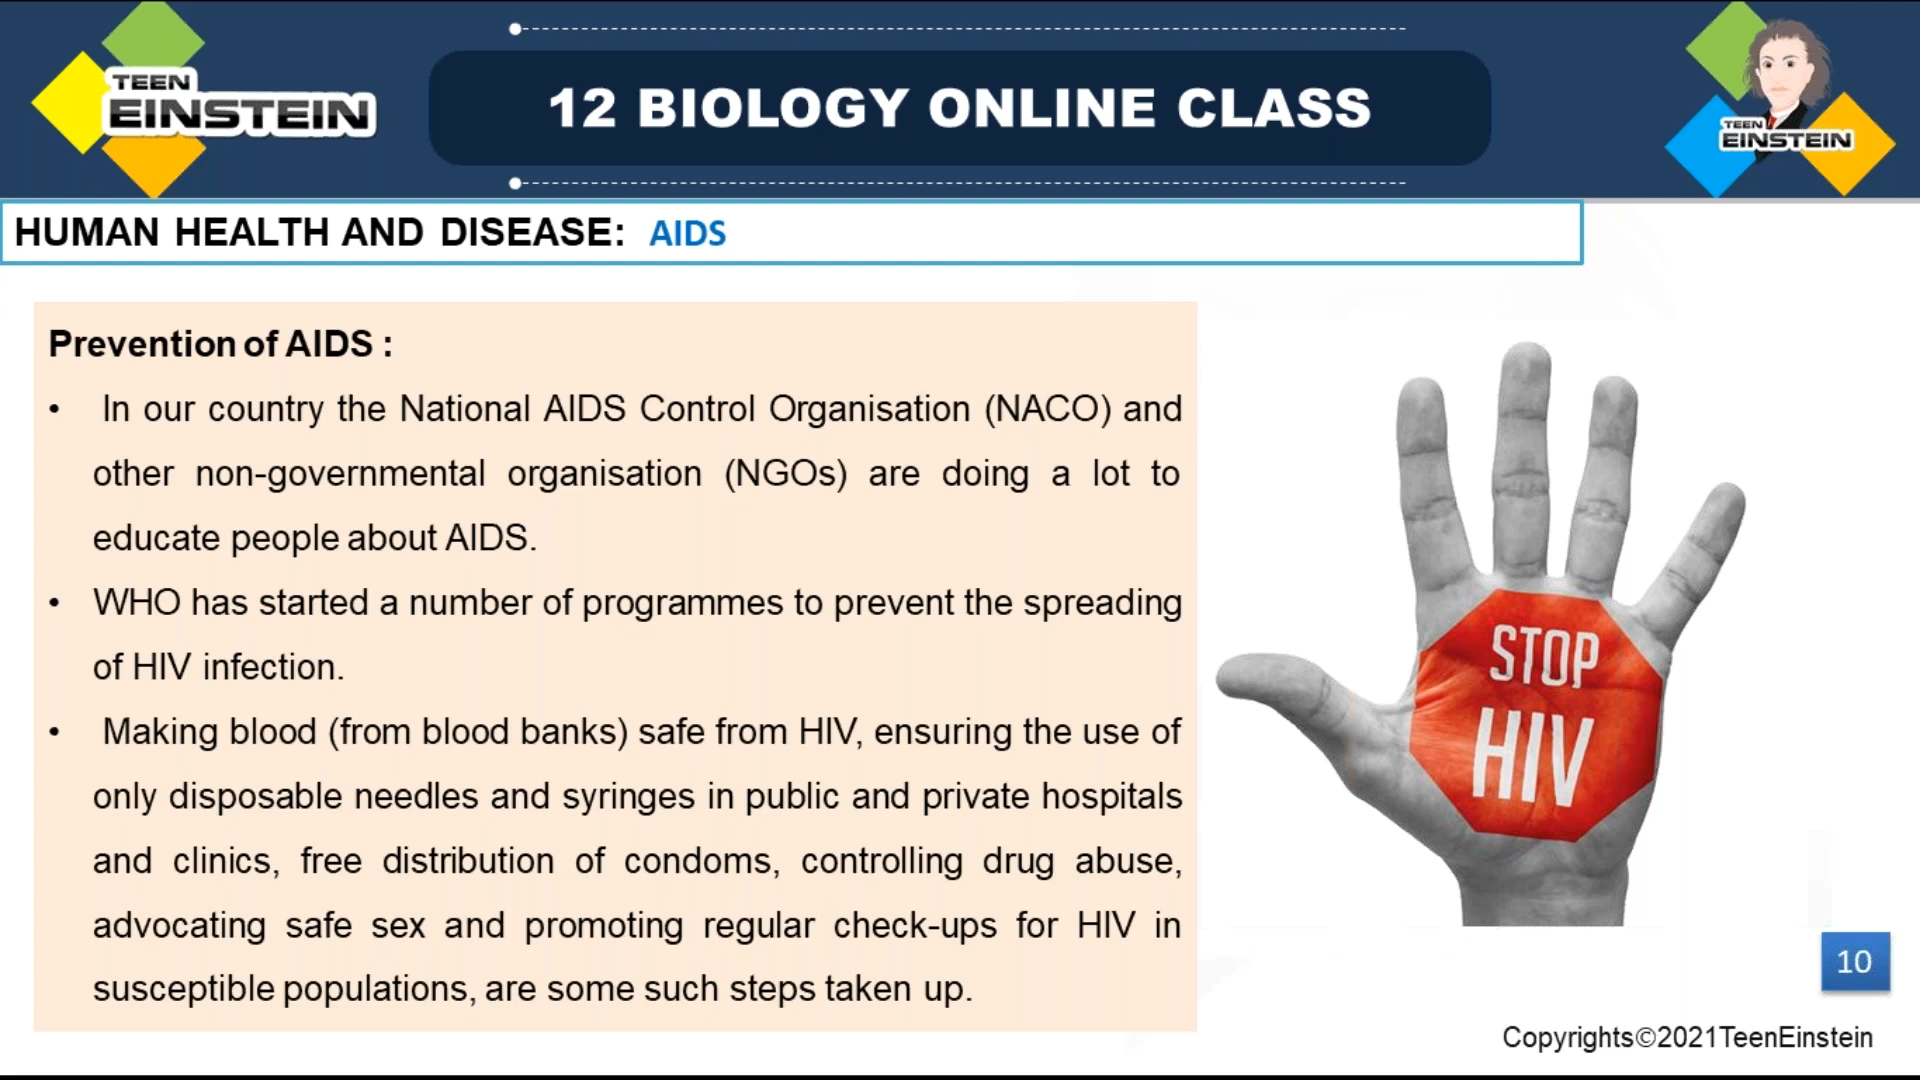 TEEN
EINSTEIN
12 BIOLOGY ONLINE CLASS
TEEN
EINSTEIN
HUMAN HEALTH AND DISEASE: AIDS
Prevention of AIDS :
• In our country the National AIDS Control Organisation (NACO) and
other non-governmental organisation (NGOs) are doing a lot to
educate people about AIDS.
• WHO has started a number of programmes to prevent the spreading
of HIV infection.
• Making blood (from blood banks) safe from HIV, ensuring the use of
only disposable needles and syringes in public and private hospitals
and clinics, free distribution of condoms, controlling drug abuse,
advocating safe sex and promoting regular check-ups for HIV in
susceptible populations, are some such steps taken up.
STOP
HIV
10
Copyrights©2021TeenEinstein